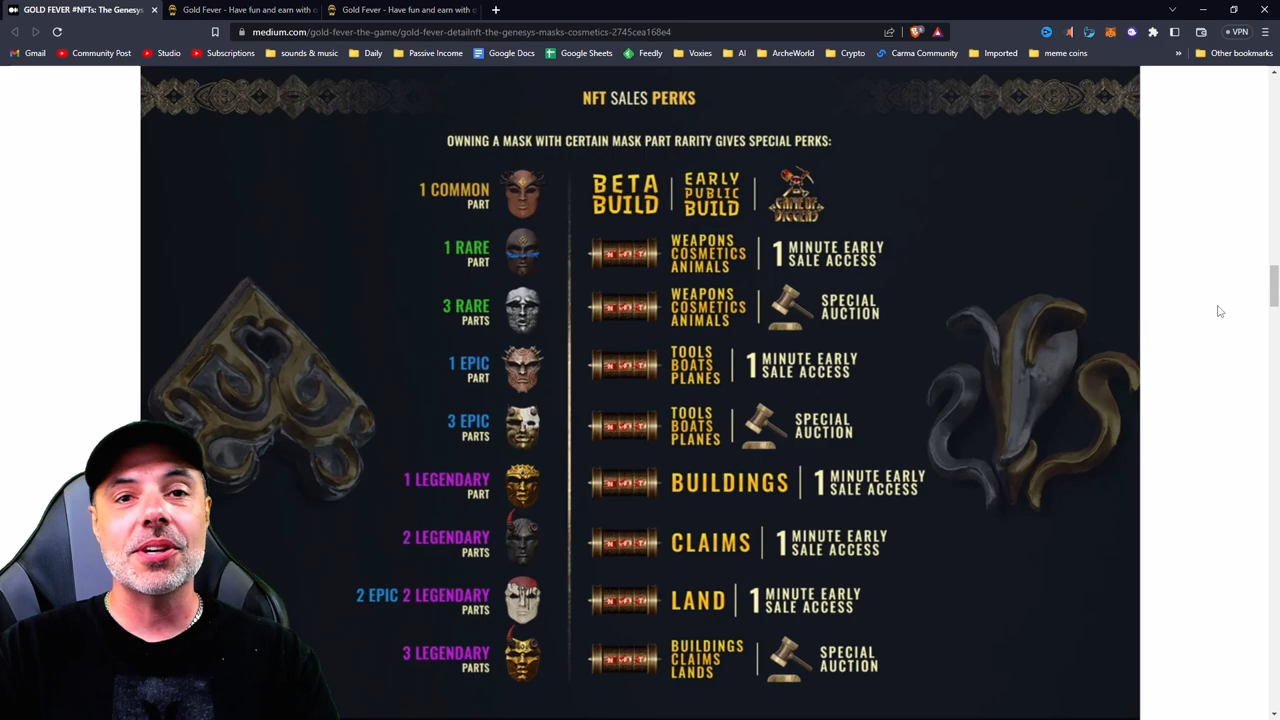 GOLD FEVER #NFTs: The Genesys
Gold Fever - Have fun and earn with c
Gold Fever - Have fun and earn with c
medium.com/gold-fever-the-game/gold-fever-detailnft-the-genesys-masks-cosmetics-2745cea168e4
VPN
Gmail Community Post Studio Subscriptions sounds & music Daily Passive Income Google Docs Google Sheets Feedly Voxies AI ArcheWorld Crypto Carma Community Imported meme coins » Other bookmarks
NFT SALES PERKS
OWNING A MASK WITH CERTAIN MASK PART RARITY GIVES SPECIAL PERKS:
1 COMMON
PART
BETA
BUILD
EARLY
PUBLIC
BUILD
GAME OF
DIGGERS
1 RARE
PART
WEAPONS
COSMETICS
ANIMALS
1 MINUTE EARLY
SALE ACCESS
3 RARE
PARTS
WEAPONS
COSMETICS
ANIMALS
SPECIAL
AUCTION
1 EPIC
PART
TOOLS
BOATS
PLANES
1 MINUTE EARLY
SALE ACCESS
3 EPIC
PARTS
TOOLS
BOATS
PLANES
SPECIAL
AUCTION
1 LEGENDARY
PART
BUILDINGS
1 MINUTE EARLY
SALE ACCESS
2 LEGENDARY
PARTS
CLAIMS
1 MINUTE EARLY
SALE ACCESS
2 EPIC 2 LEGENDARY
PARTS
LAND
1 MINUTE EARLY
SALE ACCESS
3 LEGENDARY
PARTS
BUILDINGS
CLAIMS
LANDS
SPECIAL
AUCTION